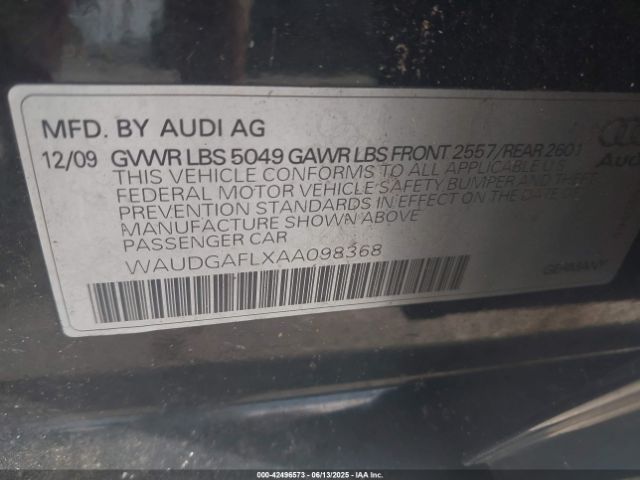 MFD. BY AUDI AG
12/09 GVWR LBS 5049 GAWR LBS FRONT 2557/REAR 2601
THIS VEHICLE CONFORMS TO ALL APPLICABLE U.S.
FEDERAL MOTOR VEHICLE SAFETY BUMPER AND THEFT
PREVENTION STANDARDS IN EFFECT ON THE DATE OF
MANUFACTURE SHOWN ABOVE
PASSENGER CAR
WAUDGAFLXAA098368
GERMANY
Audi
000-42496573 - 06/13/2025 - IAA, Inc.